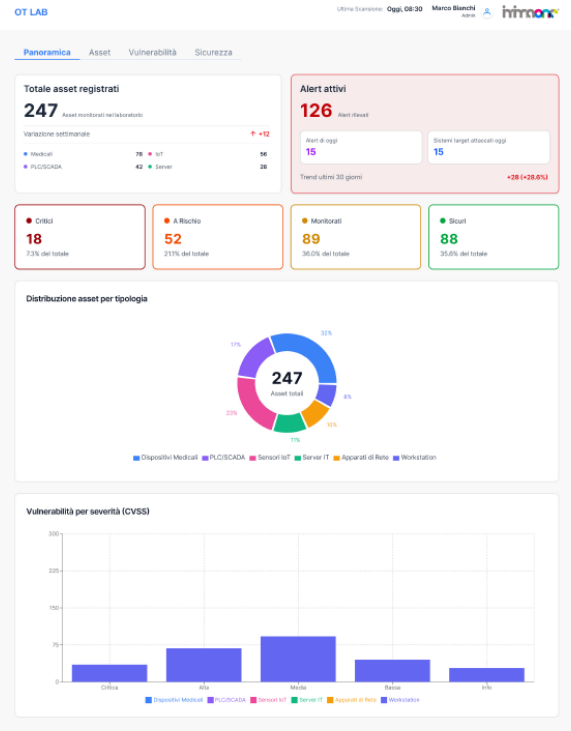 OT LAB
Ultima Scansione: Oggi, 08:30
Marco Bianchi
Admin
Panoramica Asset Vulnerabilità Sicurezza
Totale asset registrati
247 Asset monitorati nel laboratorio
Variazione settimanale ↑ +12
Medicali 78 IoT 56
PLC/SCADA 42 Server 28
Alert attivi
126 Alert rilevati
Alert di oggi
15
Sistemi target attaccati oggi
15
Trend ultimi 30 giorni +28 (+28.6%)
Critici
18
7.3% del totale
A Rischio
52
21.1% del totale
Monitorati
89
36.0% del totale
Sicuri
88
35.6% del totale
Distribuzione asset per tipologia
32%
17%
247
Asset totali
8%
23%
10%
11%
Dispositivi Medicali PLC/SCADA Sensori IoT Server IT Apparati di Rete Workstation
Vulnerabilità per severità (CVSS)
300
225
150
75
0
Critica Alta Media Bassa Info
Dispositivi Medicali PLC/SCADA Sensori IoT Server IT Apparati di Rete Workstation